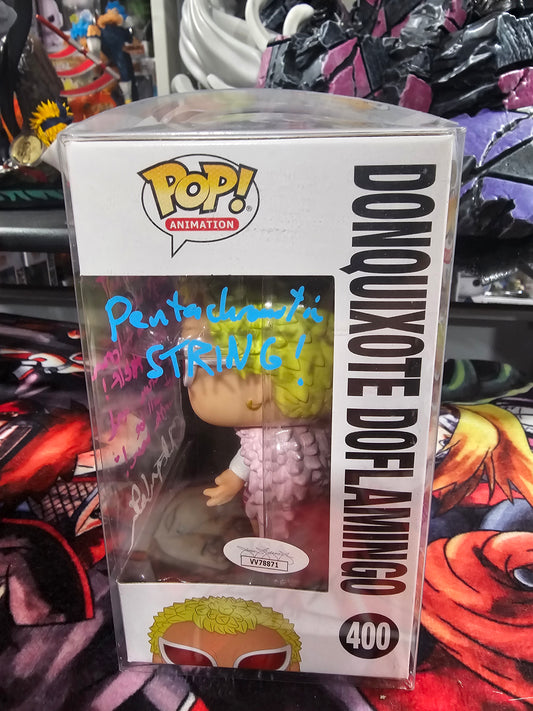 POP!
ANIMATION
DONQUIXOTE DOFLAMINGO
400
Pentachromatic
STRING!
VV78871